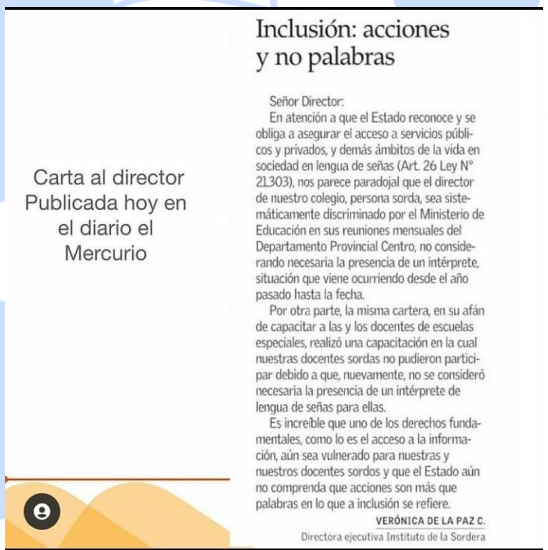 Carta al director
Publicada hoy en
el diario el
Mercurio
Inclusión: acciones
y no palabras
Señor Director:
En atención a que el Estado reconoce y se
obliga a asegurar el acceso a servicios públi-
cos y privados, y demás ámbitos de la vida en
sociedad en lengua de señas (Art. 26 Ley N°
21.303), nos parece paradojal que el director
de nuestro colegio, persona sorda, sea siste-
máticamente discriminado por el Ministerio de
Educación en sus reuniones mensuales del
Departamento Provincial Centro, no conside-
rando necesaria la presencia de un intérprete,
situación que viene ocurriendo desde el año
pasado hasta la fecha.
Por otra parte, la misma cartera, en su afán
de capacitar a las y los docentes de escuelas
especiales, realizó una capacitación en la cual
nuestras docentes sordas no pudieron partici-
par debido a que, nuevamente, no se consideró
necesaria la presencia de un intérprete de
lengua de señas para ellas.
Es increíble que uno de los derechos funda-
mentales, como lo es el acceso a la informa-
ción, aún sea vulnerado para nuestras y
nuestros docentes sordos y que el Estado aún
no comprenda que acciones son más que
palabras en lo que a inclusión se refiere.
VERÓNICA DE LA PAZ C.
Directora ejecutiva Instituto de la Sordera